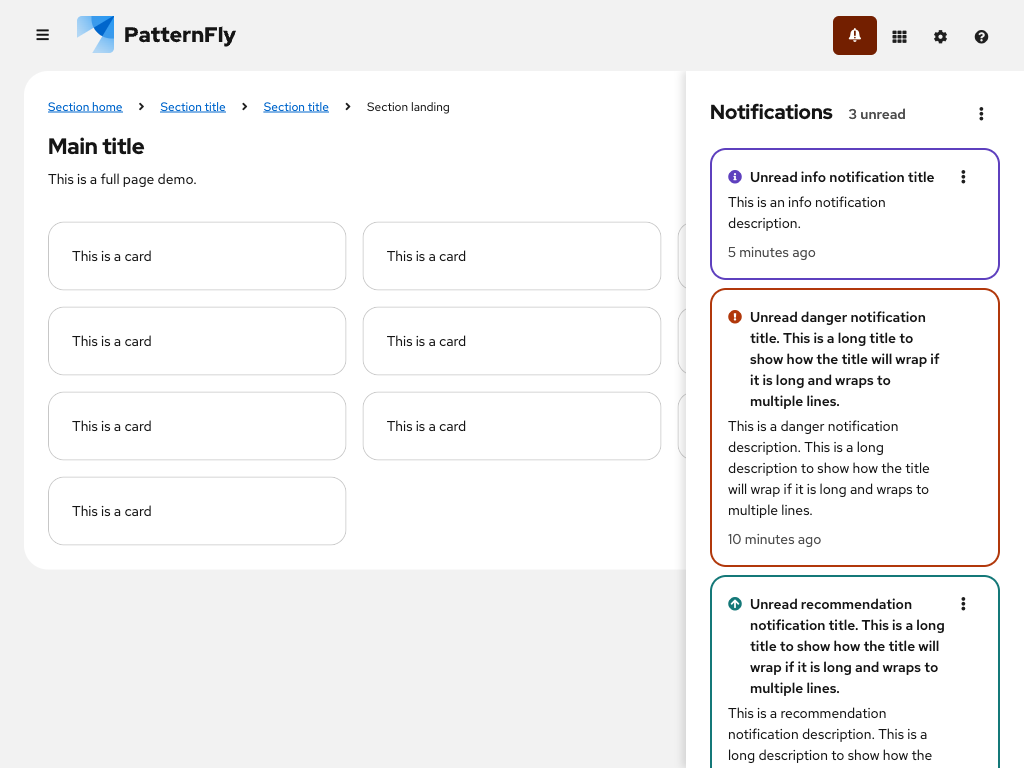 PatternFly
Section home
Section title
Section title
Section landing
Main title
This is a full page demo.
This is a card
This is a card
This is a card
This is a card
This is a card
This is a card
This is a card
Notifications
3 unread
Unread info notification title
This is an info notification
description.
5 minutes ago
Unread danger notification
title. This is a long title to
show how the title will wrap if
it is long and wraps to
multiple lines.
This is a danger notification
description. This is a long
description to show how the title
will wrap if it is long and wraps to
multiple lines.
10 minutes ago
Unread recommendation
notification title. This is a long
title to show how the title will
wrap if it is long and wraps to
multiple lines.
This is a recommendation
notification description. This is a
long description to show how the